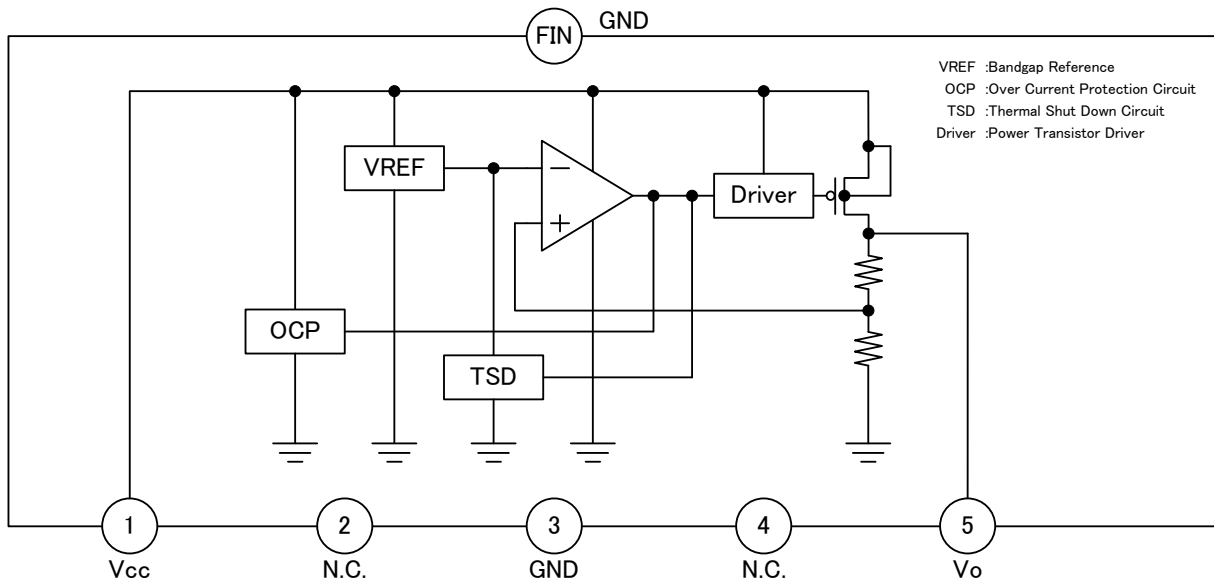 FIN GND
VREF :Bandgap Reference
OCP :Over Current Protection Circuit
TSD :Thermal Shut Down Circuit
Driver :Power Transistor Driver
VREF
−
+
Driver
OCP
TSD
1
2
3
4
5
Vcc
N.C.
GND
N.C.
Vo